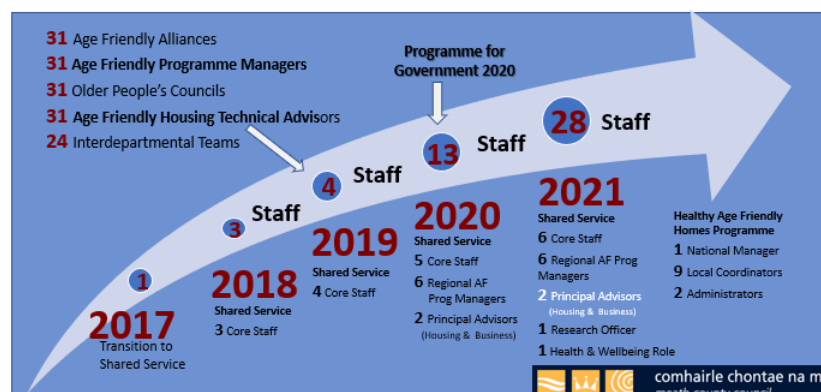 31 Age Friendly Alliances
31 Age Friendly Programme Managers
31 Older People's Councils
31 Age Friendly Housing Technical Advisors
24 Interdepartmental Teams
Programme for
Government 2020
1
3
Staff
4
Staff
13
Staff
28
Staff
2017
Transition to
Shared Service
2018
Shared Service
3 Core Staff
2019
Shared Service
4 Core Staff
2020
Shared Service
5 Core Staff
6 Regional AF
Prog Managers
2 Principal Advisors
(Housing & Business)
2021
Shared Service
6 Core Staff
6 Regional AF Prog
Managers
2 Principal Advisors
(Housing & Business)
1 Research Officer
1 Health & Wellbeing Role
Healthy Age Friendly
Homes Programme
1 National Manager
9 Local Coordinators
2 Administrators
comhairle chontae na m
meath county council